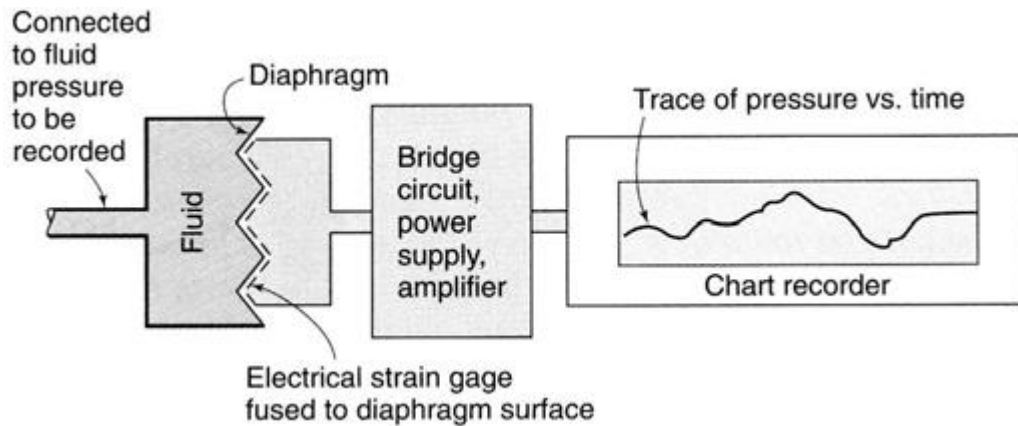 Connected
to fluid
pressure
to be
recorded
Diaphragm
Fluid
Electrical strain gage
fused to diaphragm surface
Bridge
circuit,
power
supply,
amplifier
Trace of pressure vs. time
Chart recorder